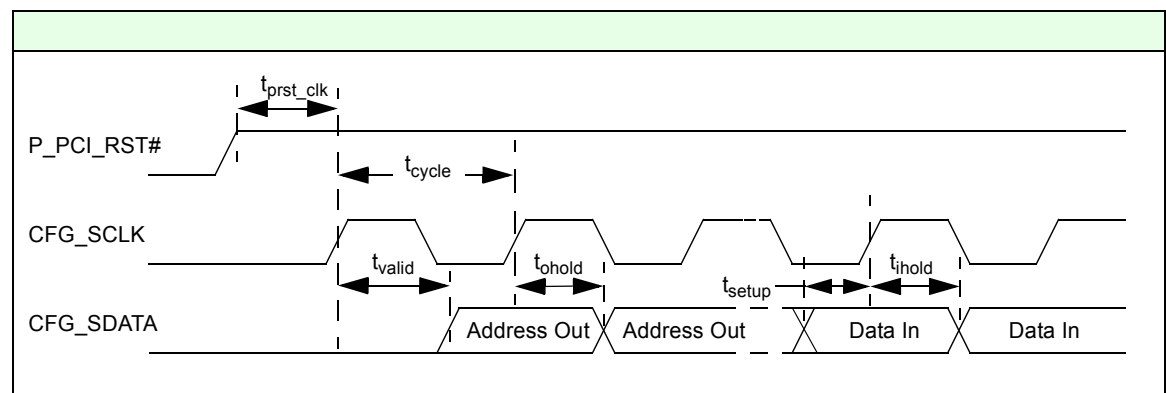 tprst_clk
P_PCI_RST#
tcycle
CFG_SCLK
tvalid
tohold
tsetup
tihold
CFG_SDATA
Address Out
Address Out
Data In
Data In